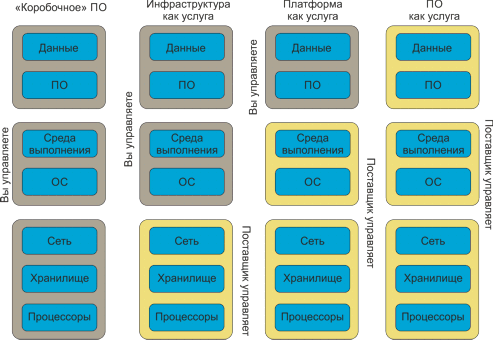 «Коробочное» ПО
Инфраструктура
как услуга
Платформа
как услуга
ПО
как услуга
Вы управляете
Данные
ПО
Среда
выполнения
ОС
Сеть
Хранилище
Процессоры
Вы управляете
Данные
ПО
Среда
выполнения
ОС
Сеть
Хранилище
Процессоры
Поставщик управляет
Вы управляете
Данные
ПО
Среда
выполнения
ОС
Сеть
Хранилище
Процессоры
Поставщик управляет
Данные
ПО
Среда
выполнения
ОС
Сеть
Хранилище
Процессоры
Поставщик управляет